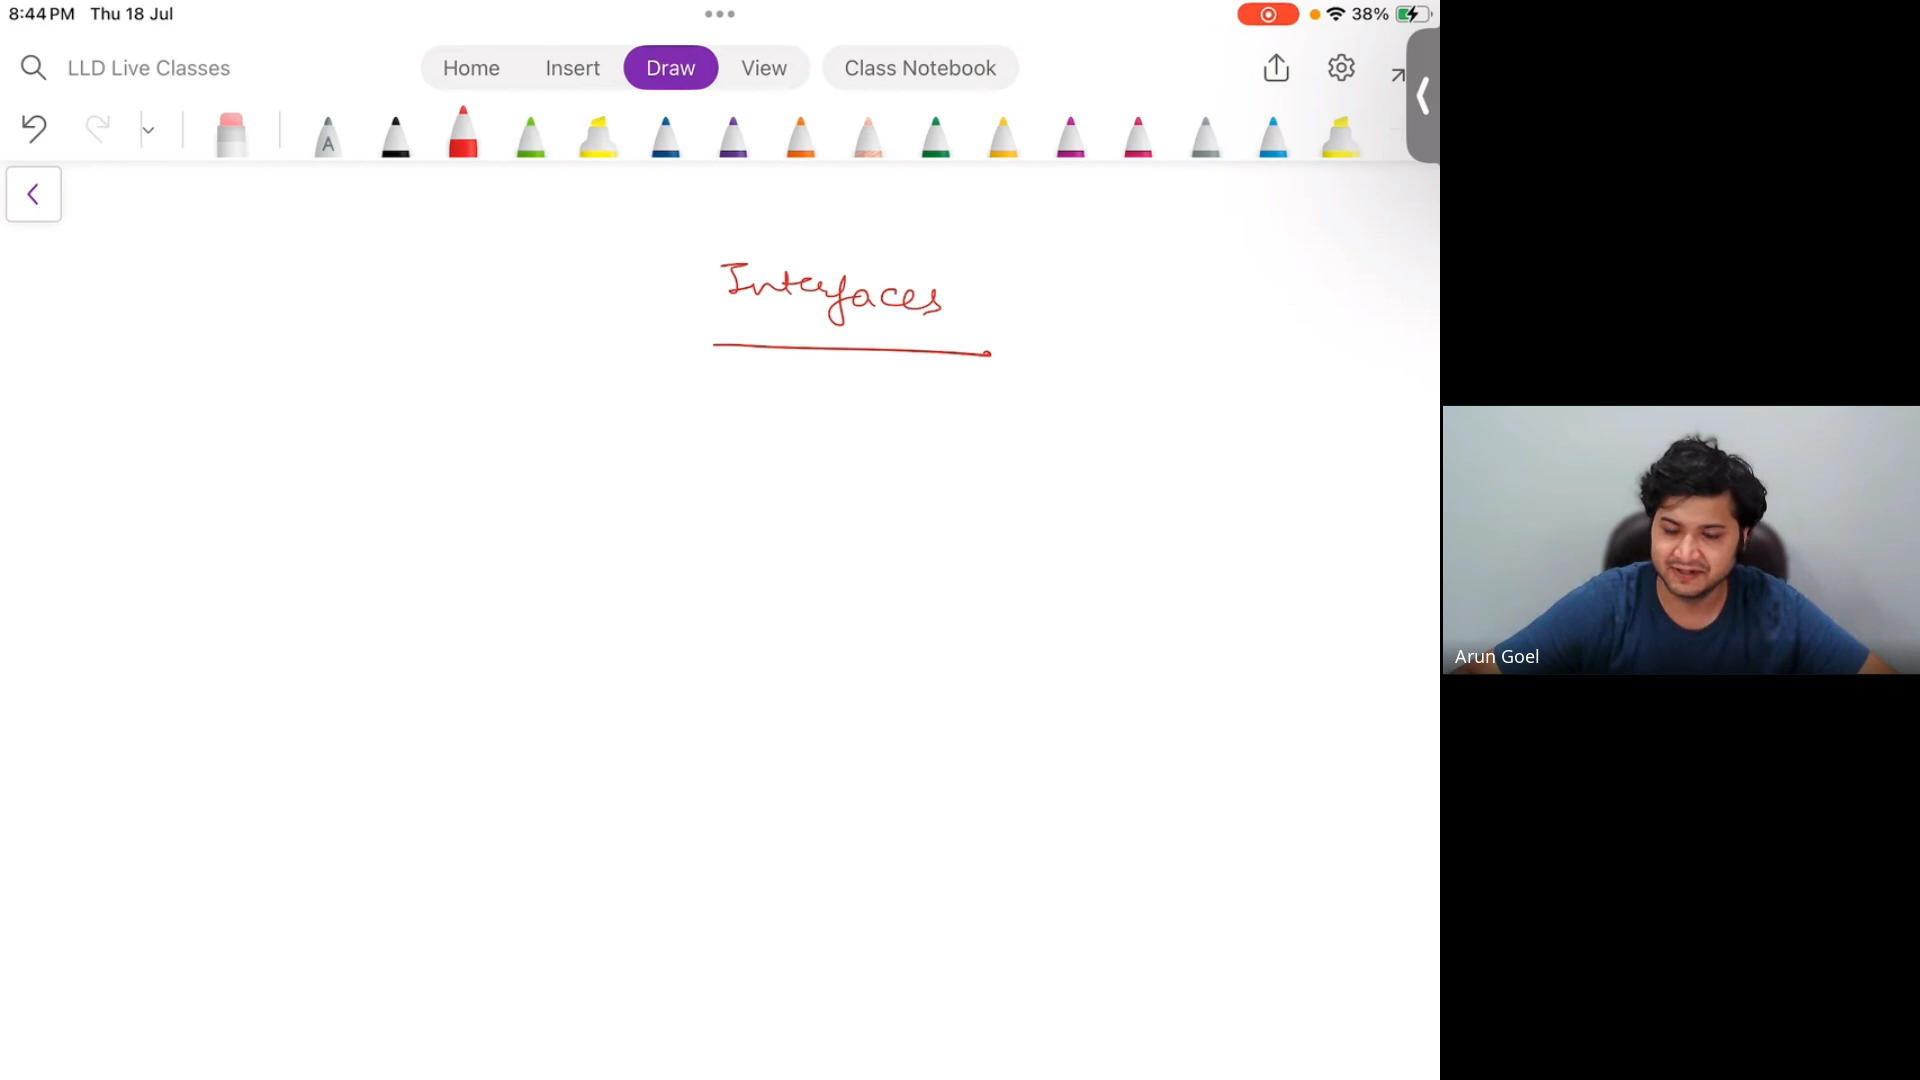 8:44 PM Thu 18 Jul
38%
LLD Live Classes
Home Insert Draw View Class Notebook
A
Interfaces
Arun Goel